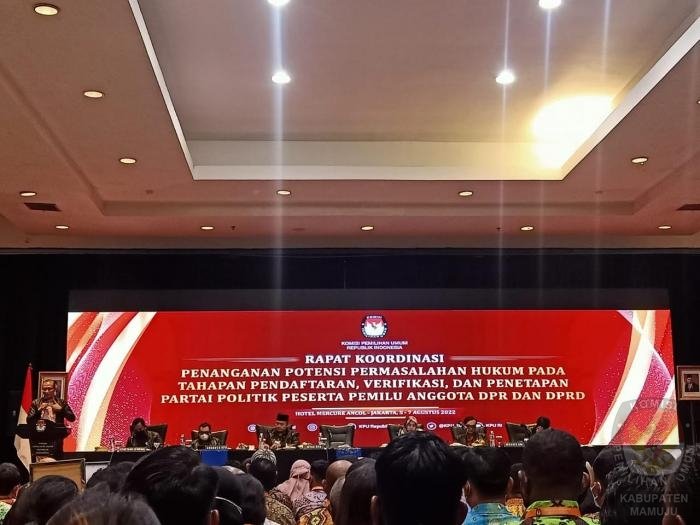 KOMISI PEMILIHAN UMUM
REPUBLIK INDONESIA
RAPAT KOORDINASI
PENANGANAN POTENSI PERMASALAHAN HUKUM PADA
TAHAPAN PENDAFTARAN, VERIFIKASI, DAN PENETAPAN
PARTAI POLITIK PESERTA PEMILU ANGGOTA DPR DAN DPRD
HOTEL MERCURE ANCOL - JAKARTA, 5 - 7 AGUSTUS 2022
KPU
KABUPATEN
MAMUJU